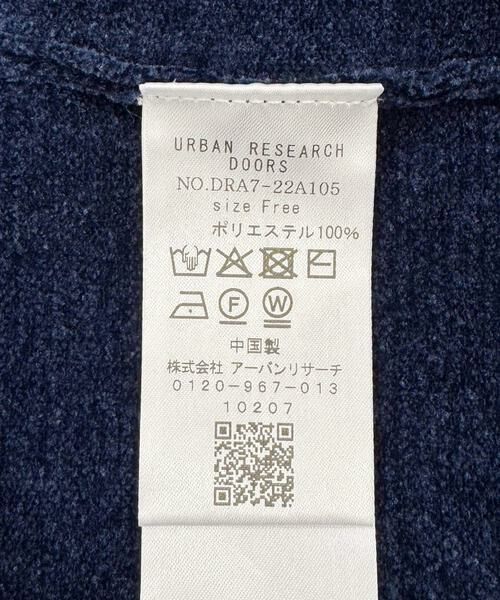 URBAN RESEARCH
DOORS
NO.DRA7-22A105
size Free
ポリエステル100%
F W
中国製
株式会社 アーバンリサーチ
0120-967-013
10207